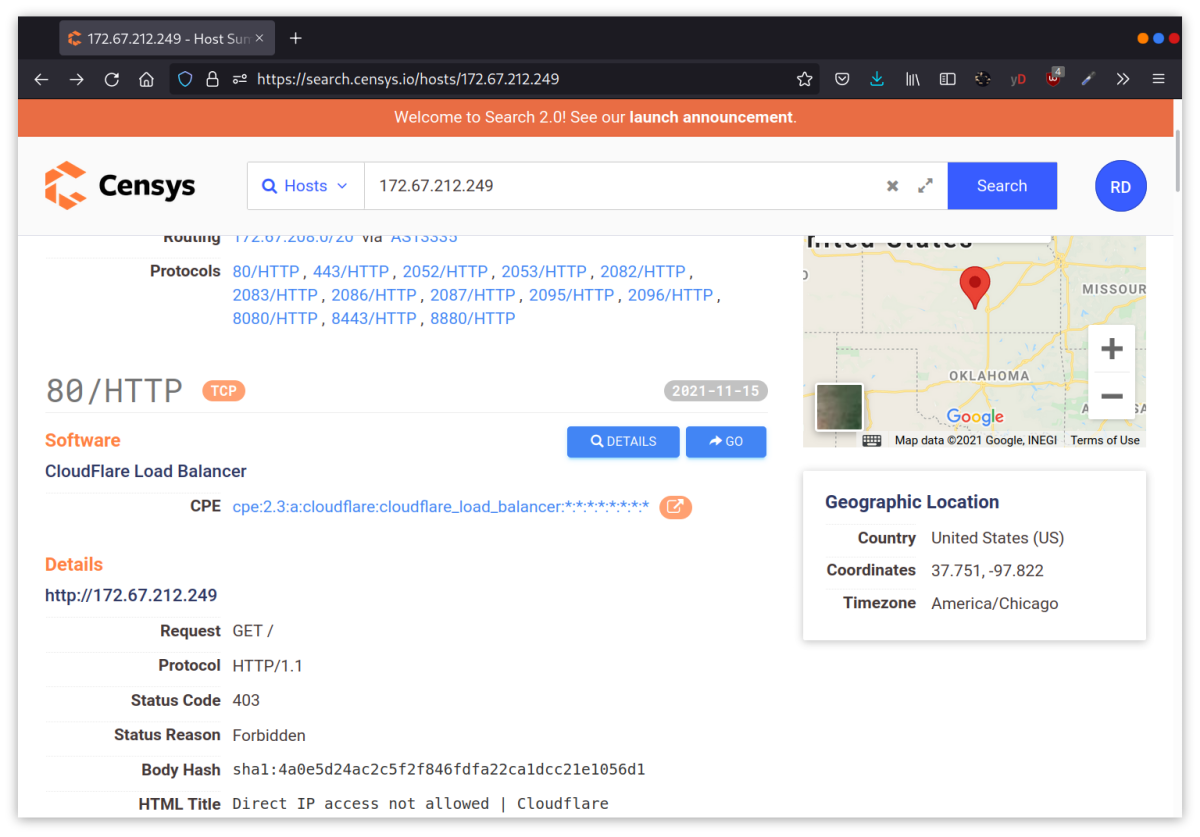 172.67.212.249 - Host Sum
https://search.censys.io/hosts/172.67.212.249
yD
4
Welcome to Search 2.0! See our launch announcement.
Censys
Hosts
172.67.212.249
Search
RD
Routing 172.67.208.0/20 via AS13335
Protocols 80/HTTP , 443/HTTP , 2052/HTTP , 2053/HTTP , 2082/HTTP ,
2083/HTTP , 2086/HTTP , 2087/HTTP , 2095/HTTP , 2096/HTTP ,
8080/HTTP , 8443/HTTP , 8880/HTTP
80/HTTP TCP 2021-11-15
Software
DETAILS
GO
CloudFlare Load Balancer
CPE cpe:2.3:a:cloudflare:cloudflare_load_balancer:*:*:*:*:*:*:*:*
Details
http://172.67.212.249
Request GET /
Protocol HTTP/1.1
Status Code 403
Status Reason Forbidden
Body Hash sha1:4a0e5d24ac2c5f2f846fdfa22ca1dcc21e1056d1
HTML Title Direct IP access not allowed | Cloudflare
United States
MISSOUR
OKLAHOMA
Google
Map data ©2021 Google, INEGI Terms of Use
Geographic Location
Country United States (US)
Coordinates 37.751, -97.822
Timezone America/Chicago